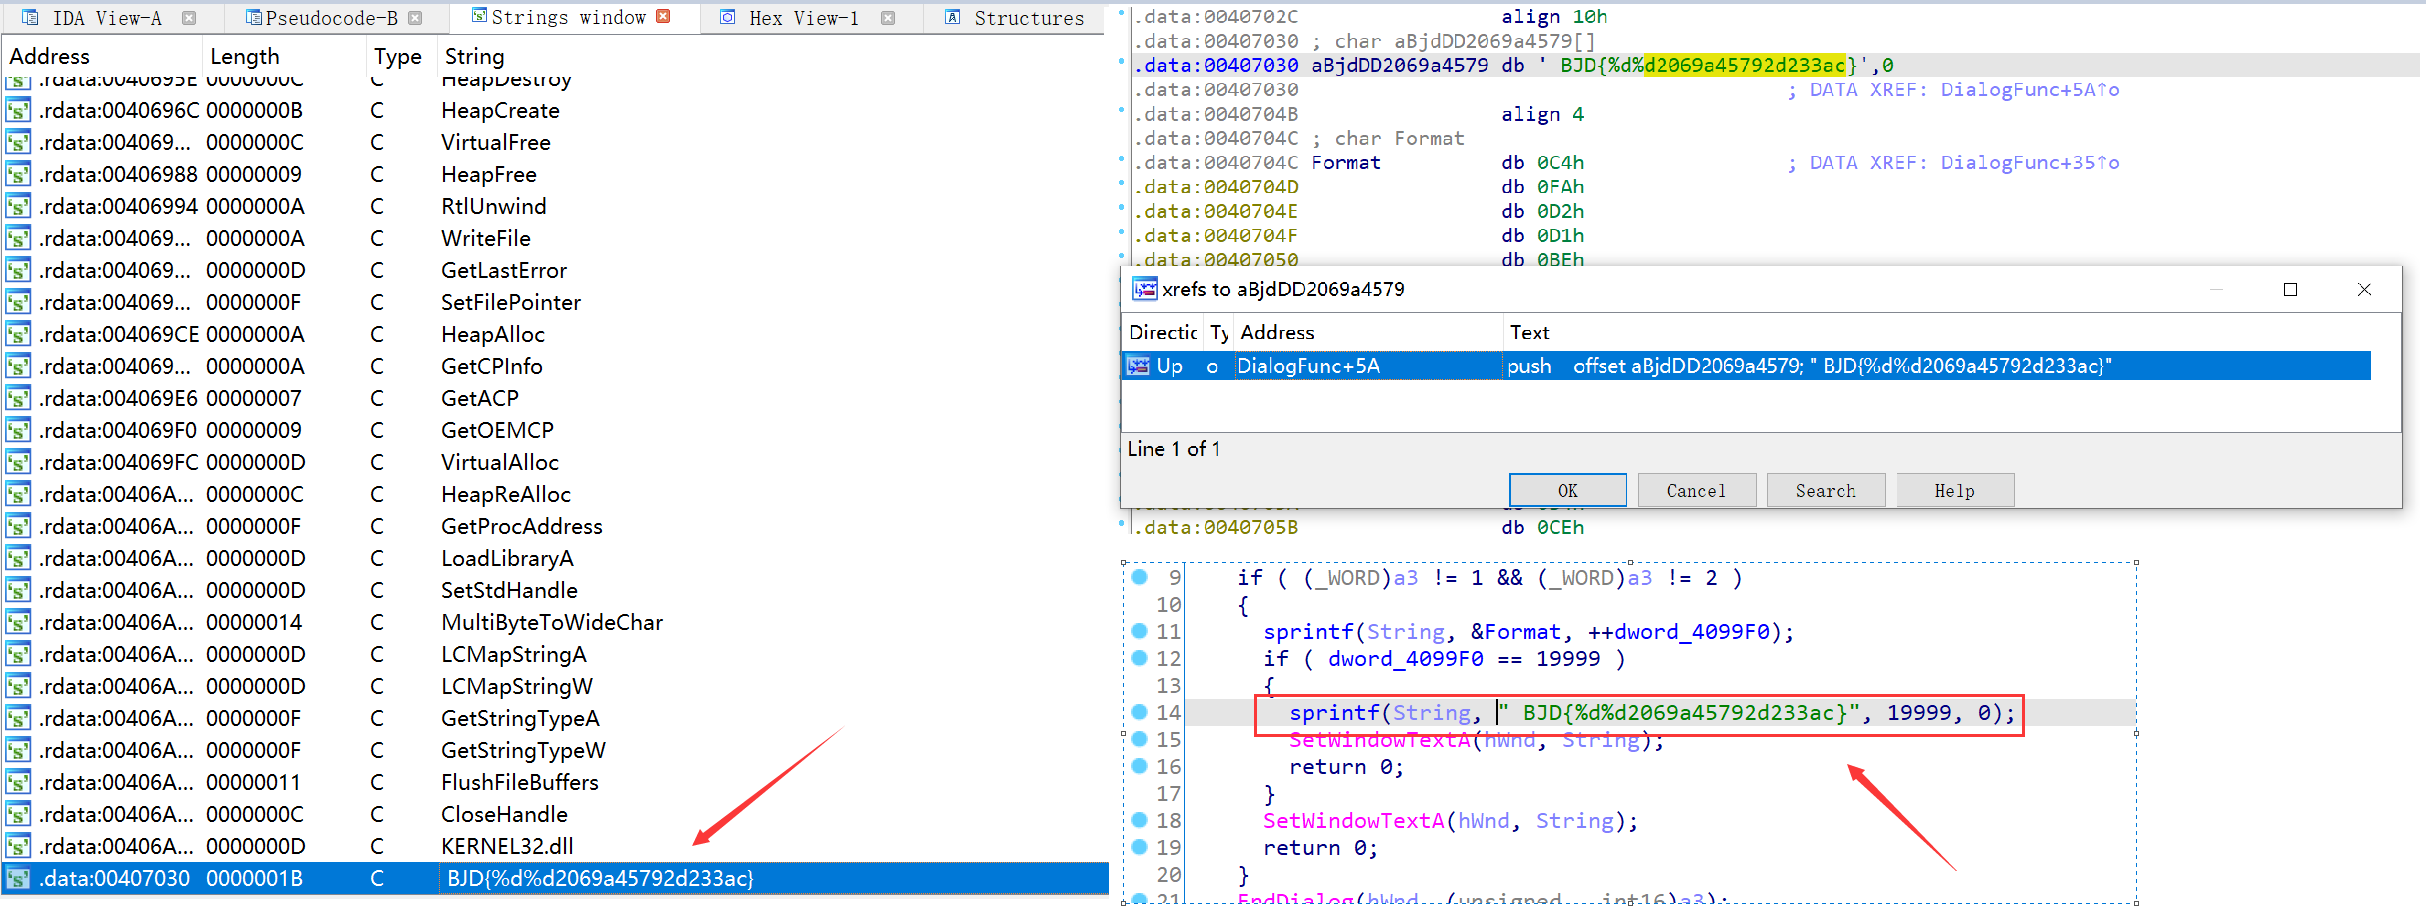 IDA View-A Pseudocode-B Strings window Hex View-1 Structures
Address Length Type String
.rdata:0040695E 0000000C C HeapDestroy
.rdata:0040696C 0000000B C HeapCreate
.rdata:004069... 0000000C C VirtualFree
.rdata:00406988 00000009 C HeapFree
.rdata:00406994 0000000A C RtlUnwind
.rdata:004069... 0000000A C WriteFile
.rdata:004069... 0000000D C GetLastError
.rdata:004069... 0000000F C SetFilePointer
.rdata:004069CE 0000000A C HeapAlloc
.rdata:004069... 0000000A C GetCPInfo
.rdata:004069E6 00000007 C GetACP
.rdata:004069F0 00000009 C GetOEMCP
.rdata:004069FC 0000000D C VirtualAlloc
.rdata:00406A... 0000000C C HeapReAlloc
.rdata:00406A... 0000000F C GetProcAddress
.rdata:00406A... 0000000D C LoadLibraryA
.rdata:00406A... 0000000D C SetStdHandle
.rdata:00406A... 00000014 C MultiByteToWideChar
.rdata:00406A... 0000000D C LCMapStringA
.rdata:00406A... 0000000D C LCMapStringW
.rdata:00406A... 0000000F C GetStringTypeA
.rdata:00406A... 0000000F C GetStringTypeW
.rdata:00406A... 00000011 C FlushFileBuffers
.rdata:00406A... 0000000C C CloseHandle
.rdata:00406A... 0000000D C KERNEL32.dll
.data:00407030 0000001B C BJD{%d%d2069a45792d233ac}
.data:0040702C align 10h
.data:00407030 ; char aBjdDD2069a4579[]
.data:00407030 aBjdDD2069a4579 db ' BJD{%d%d2069a45792d233ac}',0
.data:00407030 ; DATA XREF: DialogFunc+5A↑o
.data:0040704B align 4
.data:0040704C ; char Format
.data:0040704C Format db 0C4h ; DATA XREF: DialogFunc+35↑o
.data:0040704D db 0FAh
.data:0040704E db 0D2h
.data:0040704F db 0D1h
.data:00407050 db 0BEh
xrefs to aBjdDD2069a4579
Directic Ty Address Text
Up o DialogFunc+5A push offset aBjdDD2069a4579; " BJD{%d%d2069a45792d233ac}"
Line 1 of 1
OK Cancel Search Help
.data:0040705B db 0CEh
9 if ( (_WORD)a3 != 1 && (_WORD)a3 != 2 )
10 {
11 sprintf(String, &Format, ++dword_4099F0);
12 if ( dword_4099F0 == 19999 )
13 {
14 sprintf(String, " BJD{%d%d2069a45792d233ac}", 19999, 0);
15 SetWindowTextA(hWnd, String);
16 return 0;
17 }
18 SetWindowTextA(hWnd, String);
19 return 0;
20 }
21 EndDialog(hWnd, (unsigned __int16)a3);